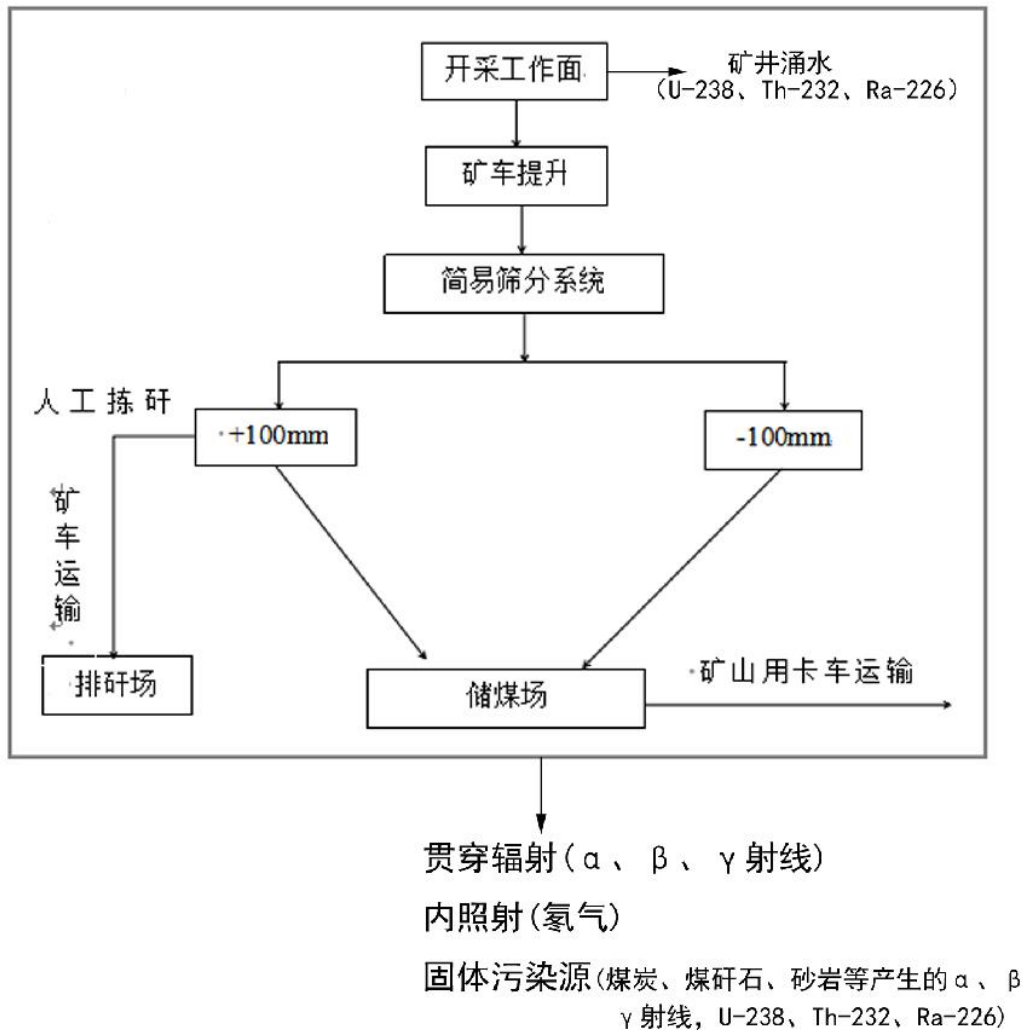 开采工作面
矿井涌水
(U-238、Th-232、Ra-226)
矿车提升
简易筛分系统
人工拣矸
+100mm
-100mm
矿车运输
排矸场
储煤场
矿山用卡车运输
贯穿辐射(α、β、γ射线)
内照射(氡气)
固体污染源(煤炭、煤矸石、砂岩等产生的α、β
γ射线，U-238、Th-232、Ra-226)